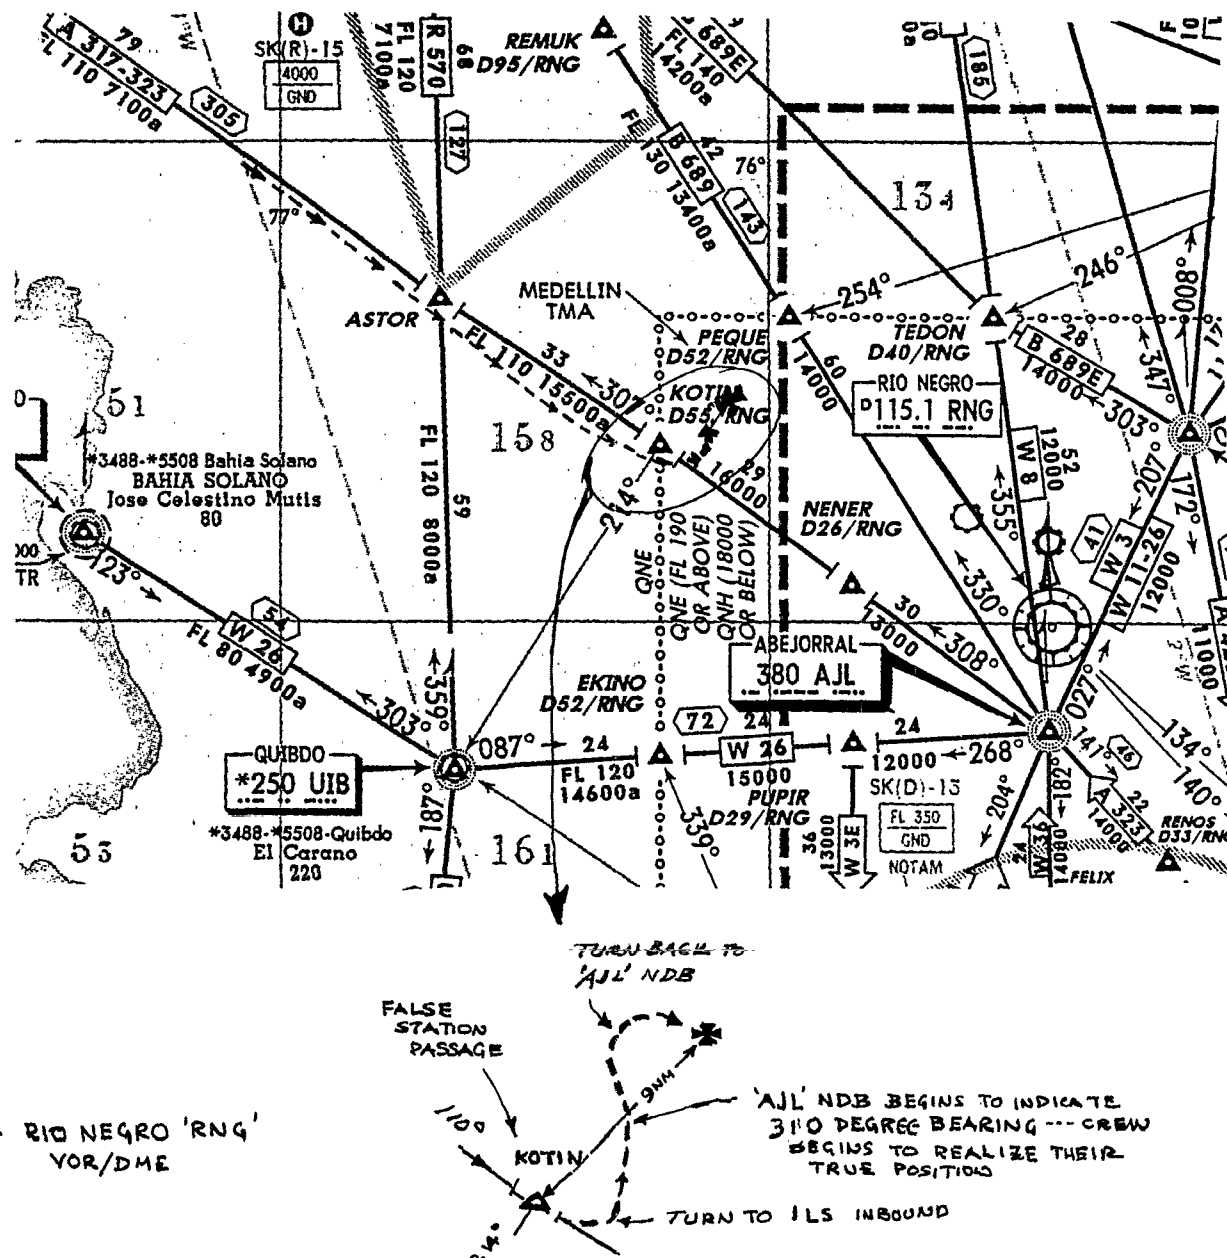 79
A 317-323
FL 110 7100a
305
77°
H
SK(R)-15
4000
GND
R 570
FL 120
7100a
68
127
REMUK
D95/RNG
689E
FL 140
14200a
42
B 689
FL 130 13400a
143
76°
185
134
MEDELLIN
TMA
ASTOR
PEQUE
D52/RNG
254°
246°
008°
TEDON
D40/RNG
28
B 689E
14000
303°
347°
17
33
FL 110 15500a
307°
KOTIN
D55/RNG
60
14000
RIO NEGRO
D115.1 RNG
51
158
*3488-*5508 Bahia Solano
BAHIA SOLANO
Jose Celestino Mutis
80
TR
FL 120 8000a
59
29
16000
NENER
D26/RNG
52
12000
W 8
355°
207°
172°
41
W 3
W 11-26
12000
123°
54
W 26
FL 80 4900a
303°
359°
QNE
QNE (FL 190
OR ABOVE)
QNH (18000
OR BELOW)
30
13000
308°
330°
11000
ABEJORRAL
380 AJL
EKINO
D52/RNG
72
24
W 26
15000
24
12000
268°
027°
134°
140°
141°
46
QUIBDO
*250 UIB
087°
24
FL 120
14600a
*3488-*5508-Quibdo
El Carano
220
187°
53
161
339°
PUPIR
D29/RNG
36
13000
W 3E
SK(D)-13
FL 350
GND
NOTAM
204°
182°
24
W 36
14000
FELIX
A 323
22
14000
RENOS
D33/RNG
TURN BACK TO
'AJL' NDB
FALSE
STATION
PASSAGE
9NM
110°
KOTIN
'AJL' NDB BEGINS TO INDICATE
310 DEGREE BEARING --- CREW
BEGINS TO REALIZE THEIR
TRUE POSITION
RIO NEGRO 'RNG'
VOR/DME
TURN TO ILS INBOUND